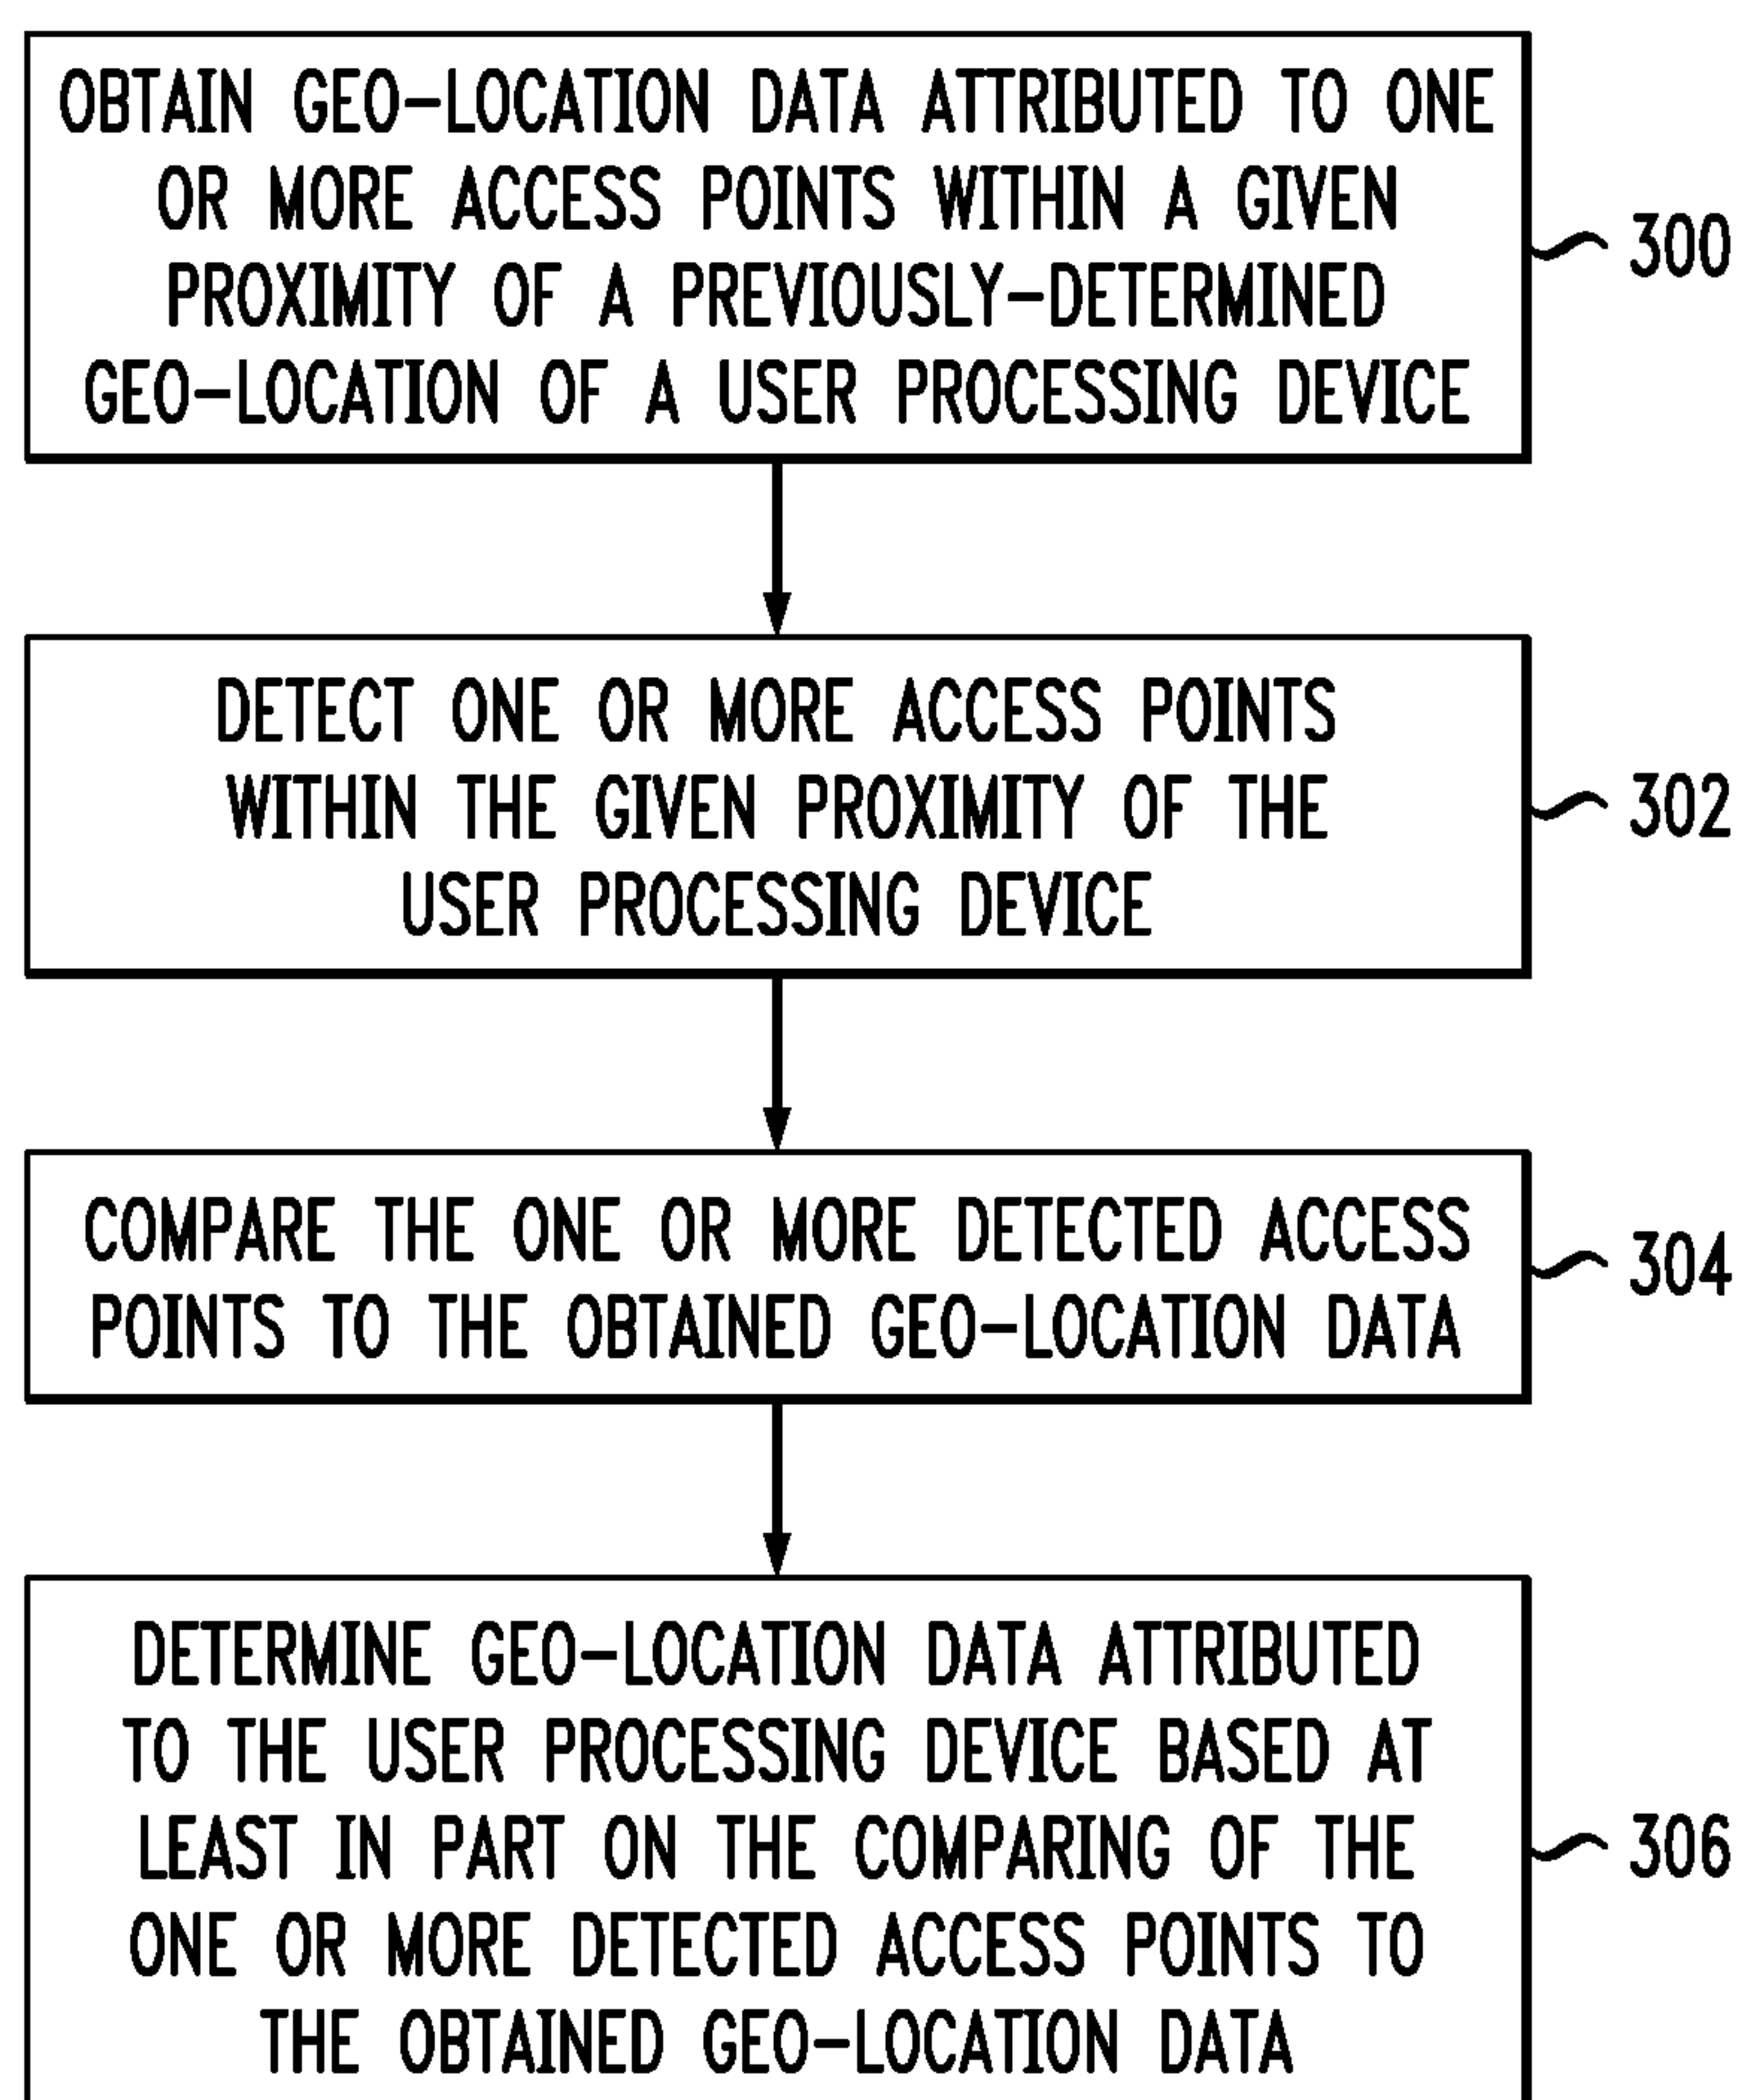 OBTAIN GEO-LOCATION DATA ATTRIBUTED TO ONE
OR MORE ACCESS POINTS WITHIN A GIVEN
PROXIMITY OF A PREVIOUSLY-DETERMINED
GEO-LOCATION OF A USER PROCESSING DEVICE
300
DETECT ONE OR MORE ACCESS POINTS
WITHIN THE GIVEN PROXIMITY OF THE
USER PROCESSING DEVICE
302
COMPARE THE ONE OR MORE DETECTED ACCESS
POINTS TO THE OBTAINED GEO-LOCATION DATA
304
DETERMINE GEO-LOCATION DATA ATTRIBUTED
TO THE USER PROCESSING DEVICE BASED AT
LEAST IN PART ON THE COMPARING OF THE
ONE OR MORE DETECTED ACCESS POINTS TO
THE OBTAINED GEO-LOCATION DATA
306